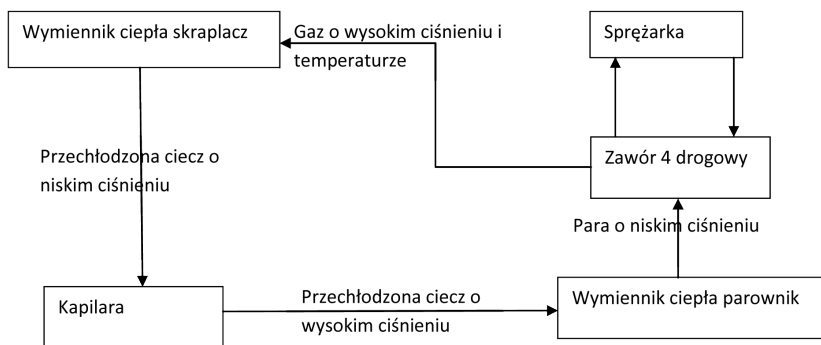 Wymiennik ciepła skraplacz
Gaz o wysokim ciśnieniu i
temperaturze
Sprężarka
Przechłodzona ciecz o
niskim ciśnieniu
Zawór 4 drogowy
Para o niskim ciśnieniu
Kapilara
Przechłodzona ciecz o
wysokim ciśnieniu
Wymiennik ciepła parownik